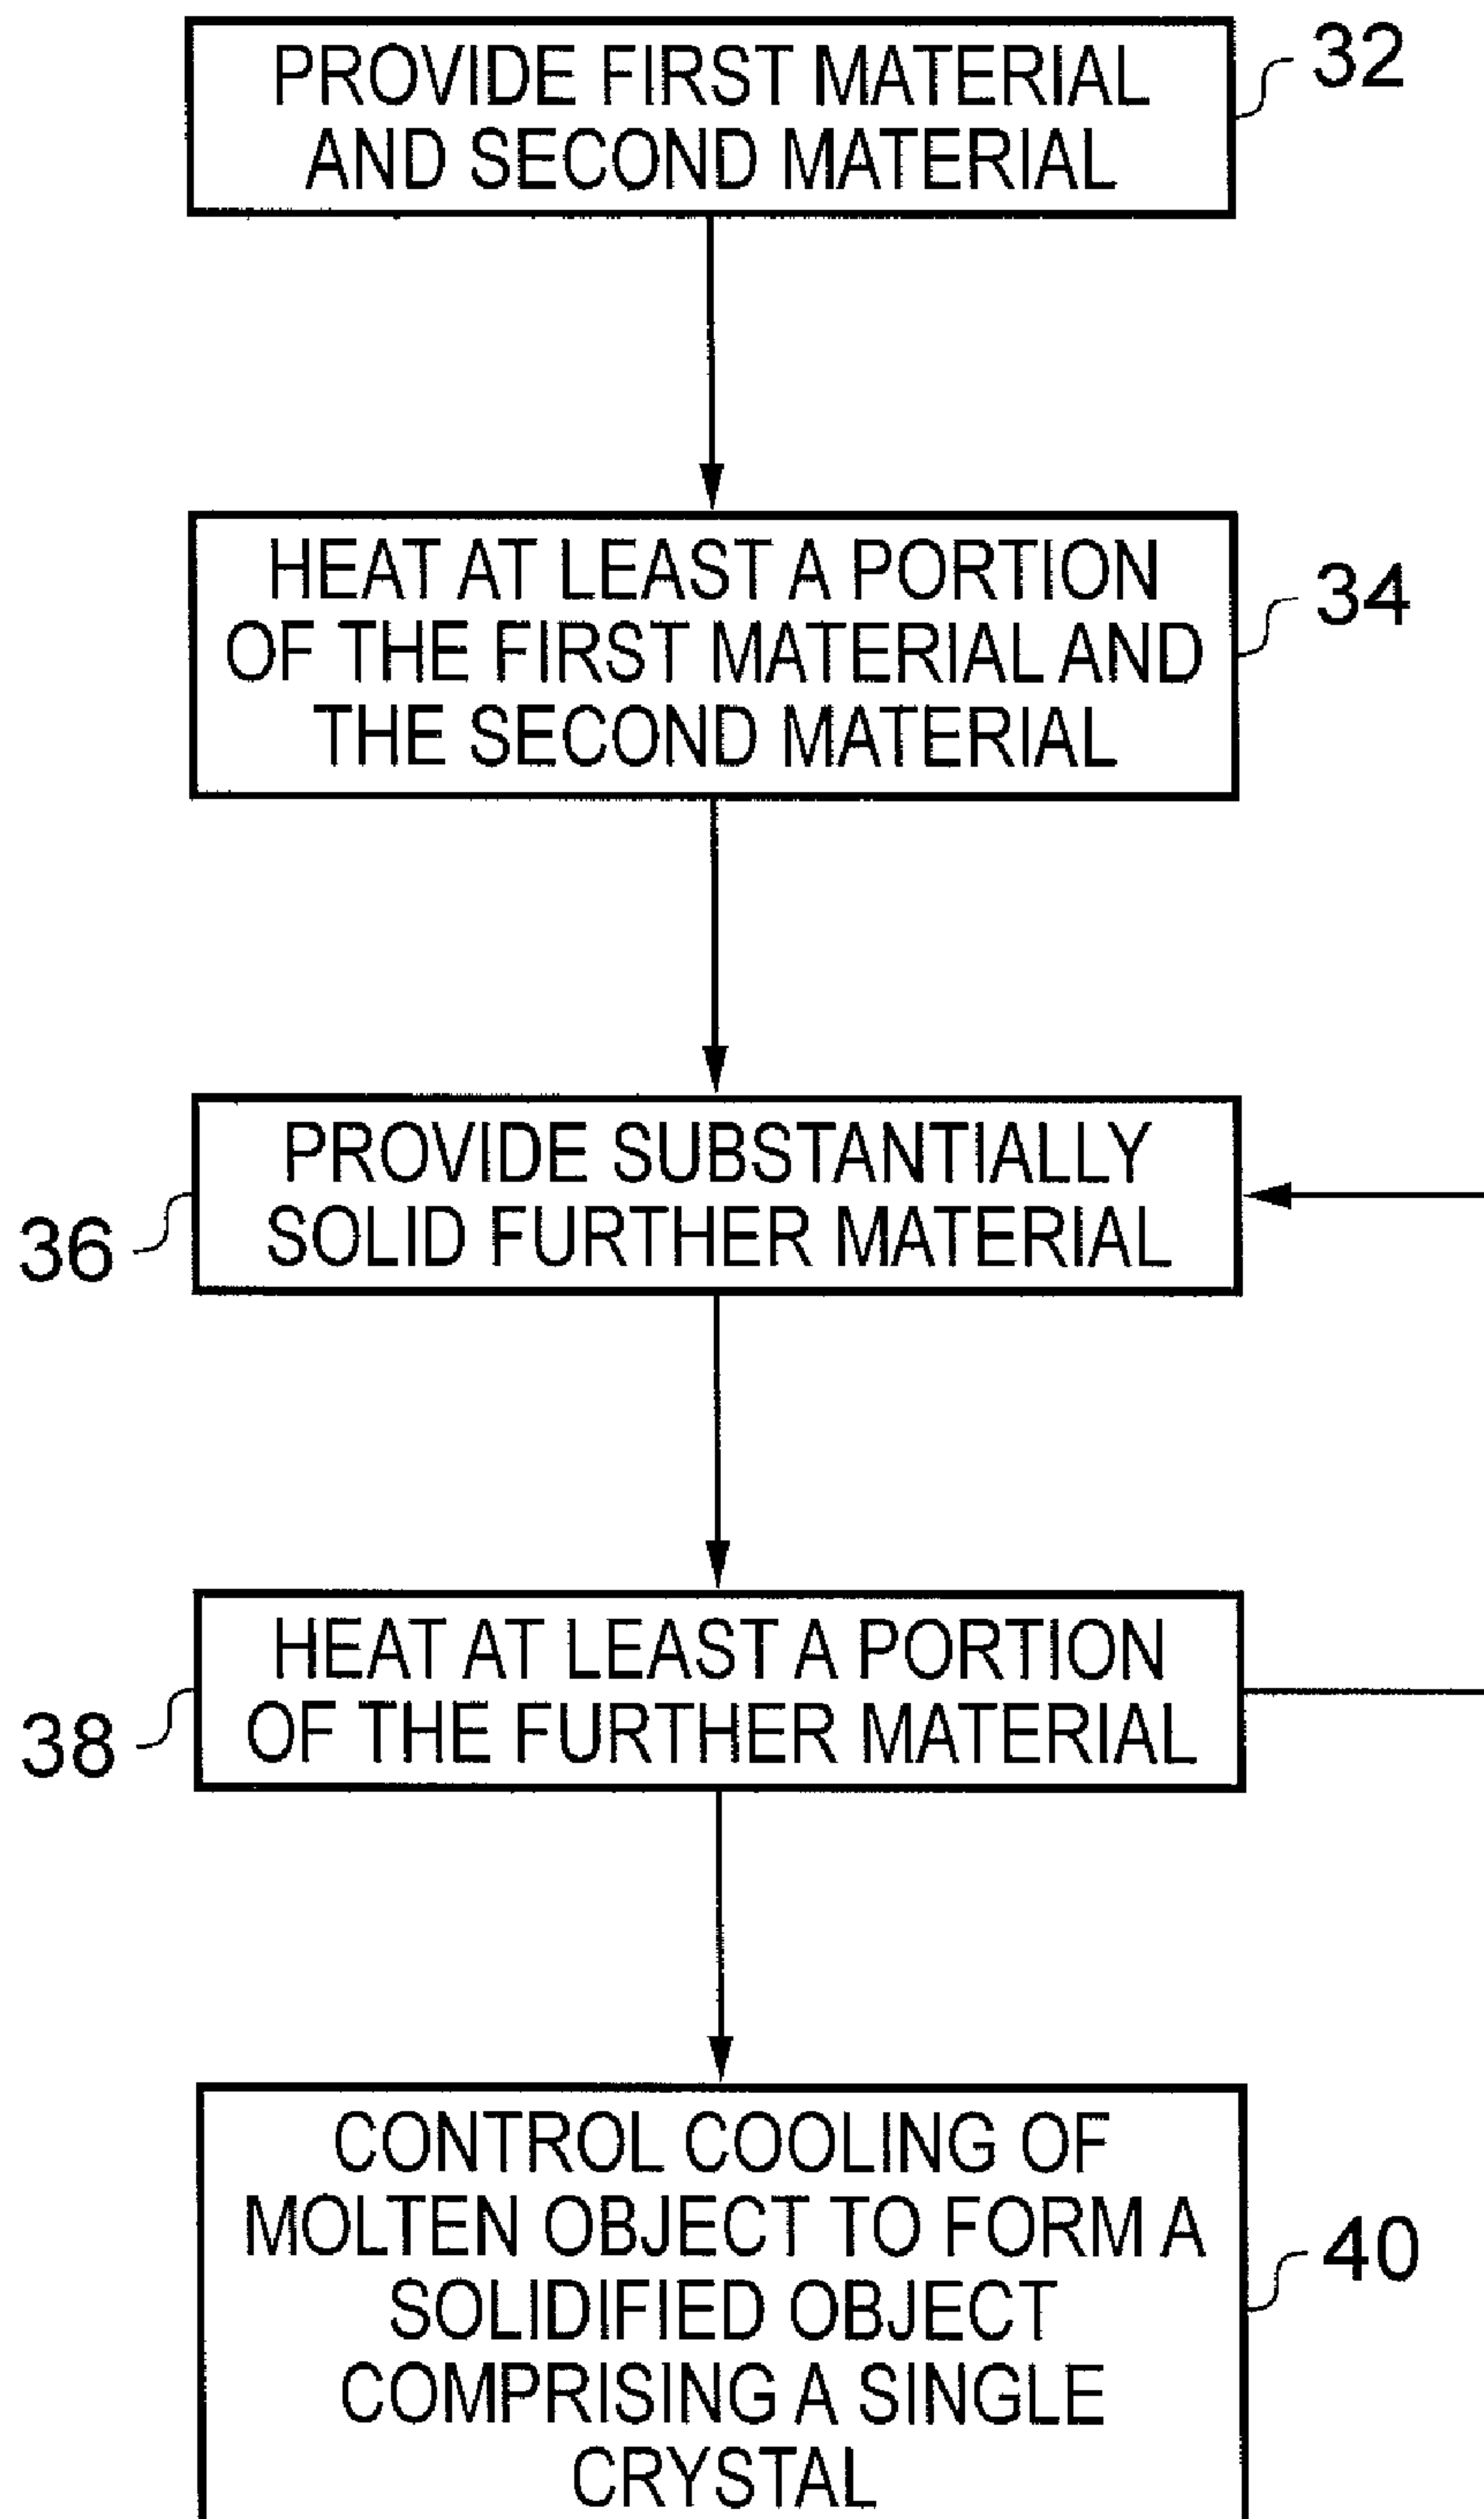 PROVIDE FIRST MATERIAL
AND SECOND MATERIAL
32
HEAT AT LEAST A PORTION
OF THE FIRST MATERIAL AND
THE SECOND MATERIAL
34
PROVIDE SUBSTANTIALLY
SOLID FURTHER MATERIAL
36
HEAT AT LEAST A PORTION
OF THE FURTHER MATERIAL
38
CONTROL COOLING OF
MOLTEN OBJECT TO FORM A
SOLIDIFIED OBJECT
COMPRISING A SINGLE
CRYSTAL
40